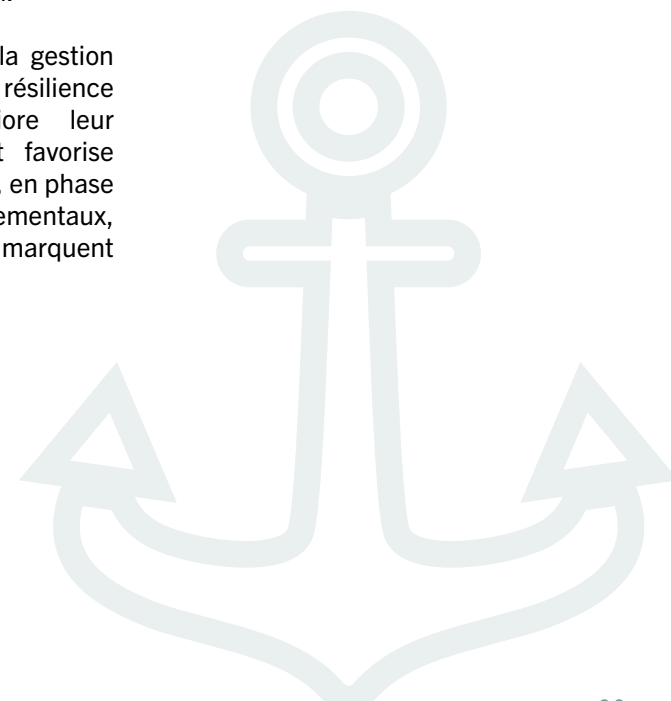 la gestion
résilience
iore leur
t favorise
, en phase
ementaux,
marquent